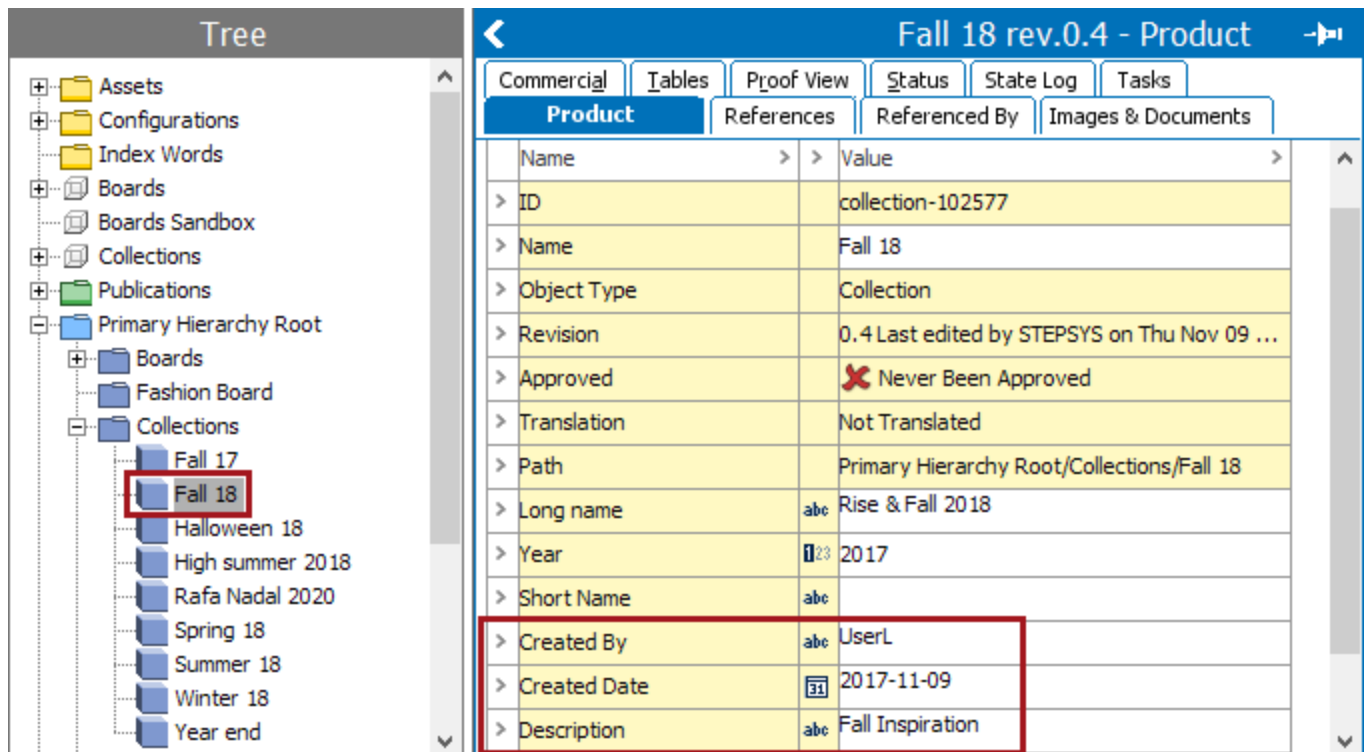 Tree
Assets
Configurations
Index Words
Boards
Boards Sandbox
Collections
Publications
Primary Hierarchy Root
Boards
Fashion Board
Collections
Fall 17
Fall 18
Halloween 18
High summer 2018
Rafa Nadal 2020
Spring 18
Summer 18
Winter 18
Year end
Fall 18 rev.0.4 - Product
Commercial Tables Proof View Status State Log Tasks
Product References Referenced By Images & Documents
Name > > Value >
> ID collection-102577
> Name Fall 18
> Object Type Collection
> Revision 0.4 Last edited by STEPSYS on Thu Nov 09 ...
> Approved Never Been Approved
> Translation Not Translated
> Path Primary Hierarchy Root/Collections/Fall 18
> Long name abc Rise & Fall 2018
> Year 123 2017
> Short Name abc
> Created By abc UserL
> Created Date 31 2017-11-09
> Description abc Fall Inspiration